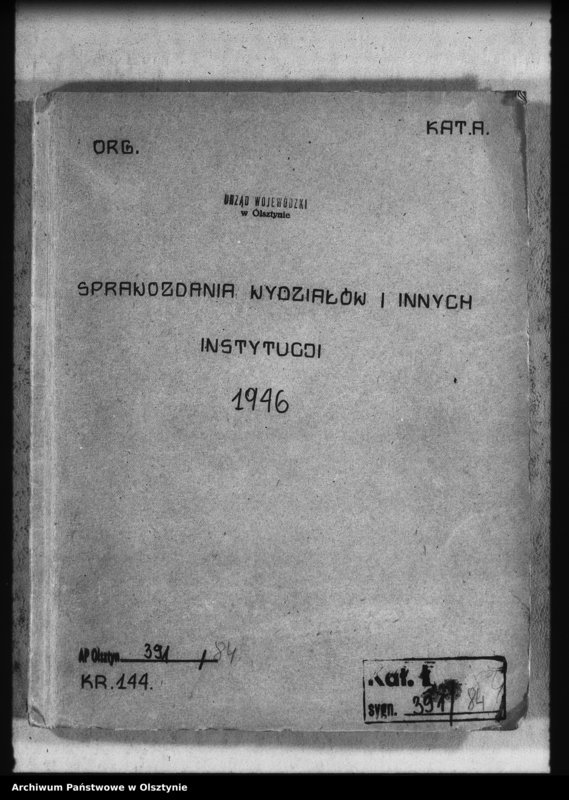 KAT.A.
ORG.
URZĄD WOJEWÓDZKI
w Olsztynie
SPRAWOZDANIA WYDZIAŁÓW I INNYCH
INSTYTUCJI
1946
AP Olsztyn 391/84
KR.144.
Kat.
sygn. 391/84
Archiwum Państwowe w Olsztynie